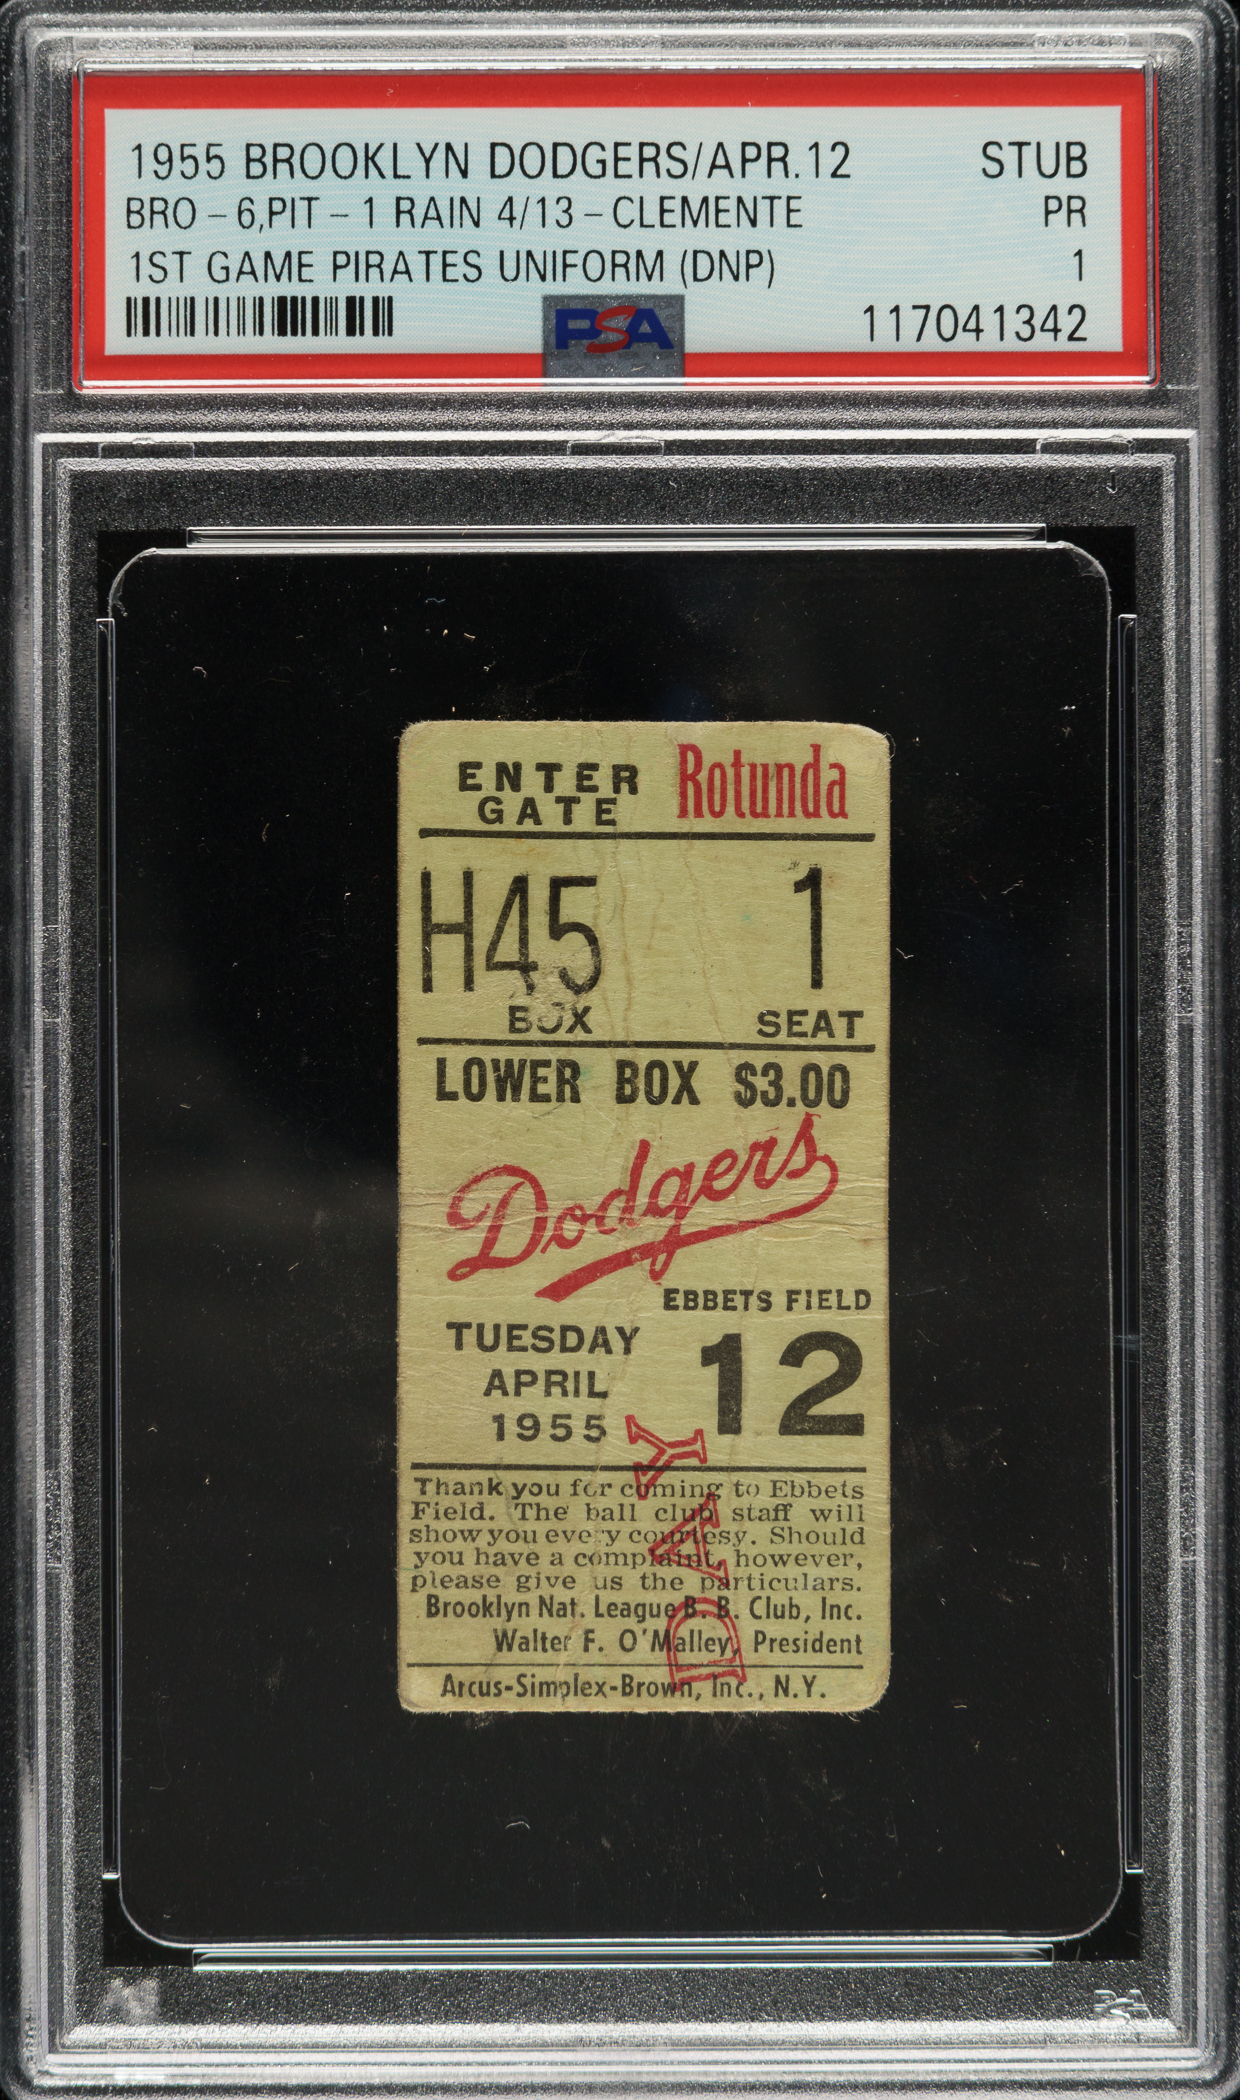 1955 BROOKLYN DODGERS/APR.12 STUB
BRO - 6,PIT - 1 RAIN 4/13 - CLEMENTE PR
1ST GAME PIRATES UNIFORM (DNP) 1
PSA 117041342
ENTER GATE Rotunda
H45 1
BOX SEAT
LOWER BOX $3.00
Dodgers
EBBETS FIELD
TUESDAY
APRIL 12
1955
DAY
Thank you for coming to Ebbets
Field. The ball club staff will
show you every courtesy. Should
you have a complaint, however,
please give us the particulars.
Brooklyn Nat. League B. B. Club, Inc.
Walter F. O'Malley, President
Arcus-Simplex-Brown, Inc., N.Y.
PSA